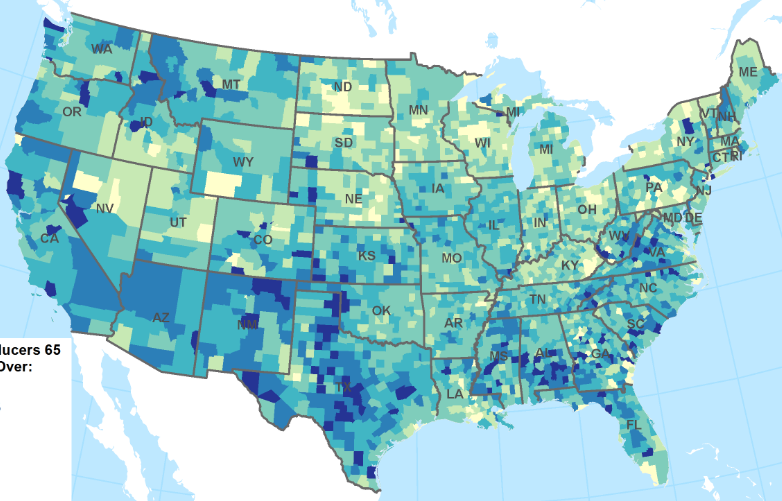 WA
MT
ND
MN
ME
OR
ID
SD
WI
MI
MI
VT
NH
NY
MA
CT
RI
WY
NE
IA
PA
NJ
NV
UT
CO
IL
IN
OH
MD
DE
CA
KS
MO
KY
WV
VA
AZ
NM
OK
AR
TN
NC
SC
MS
AL
GA
TX
LA
FL
ducers 65
Over: